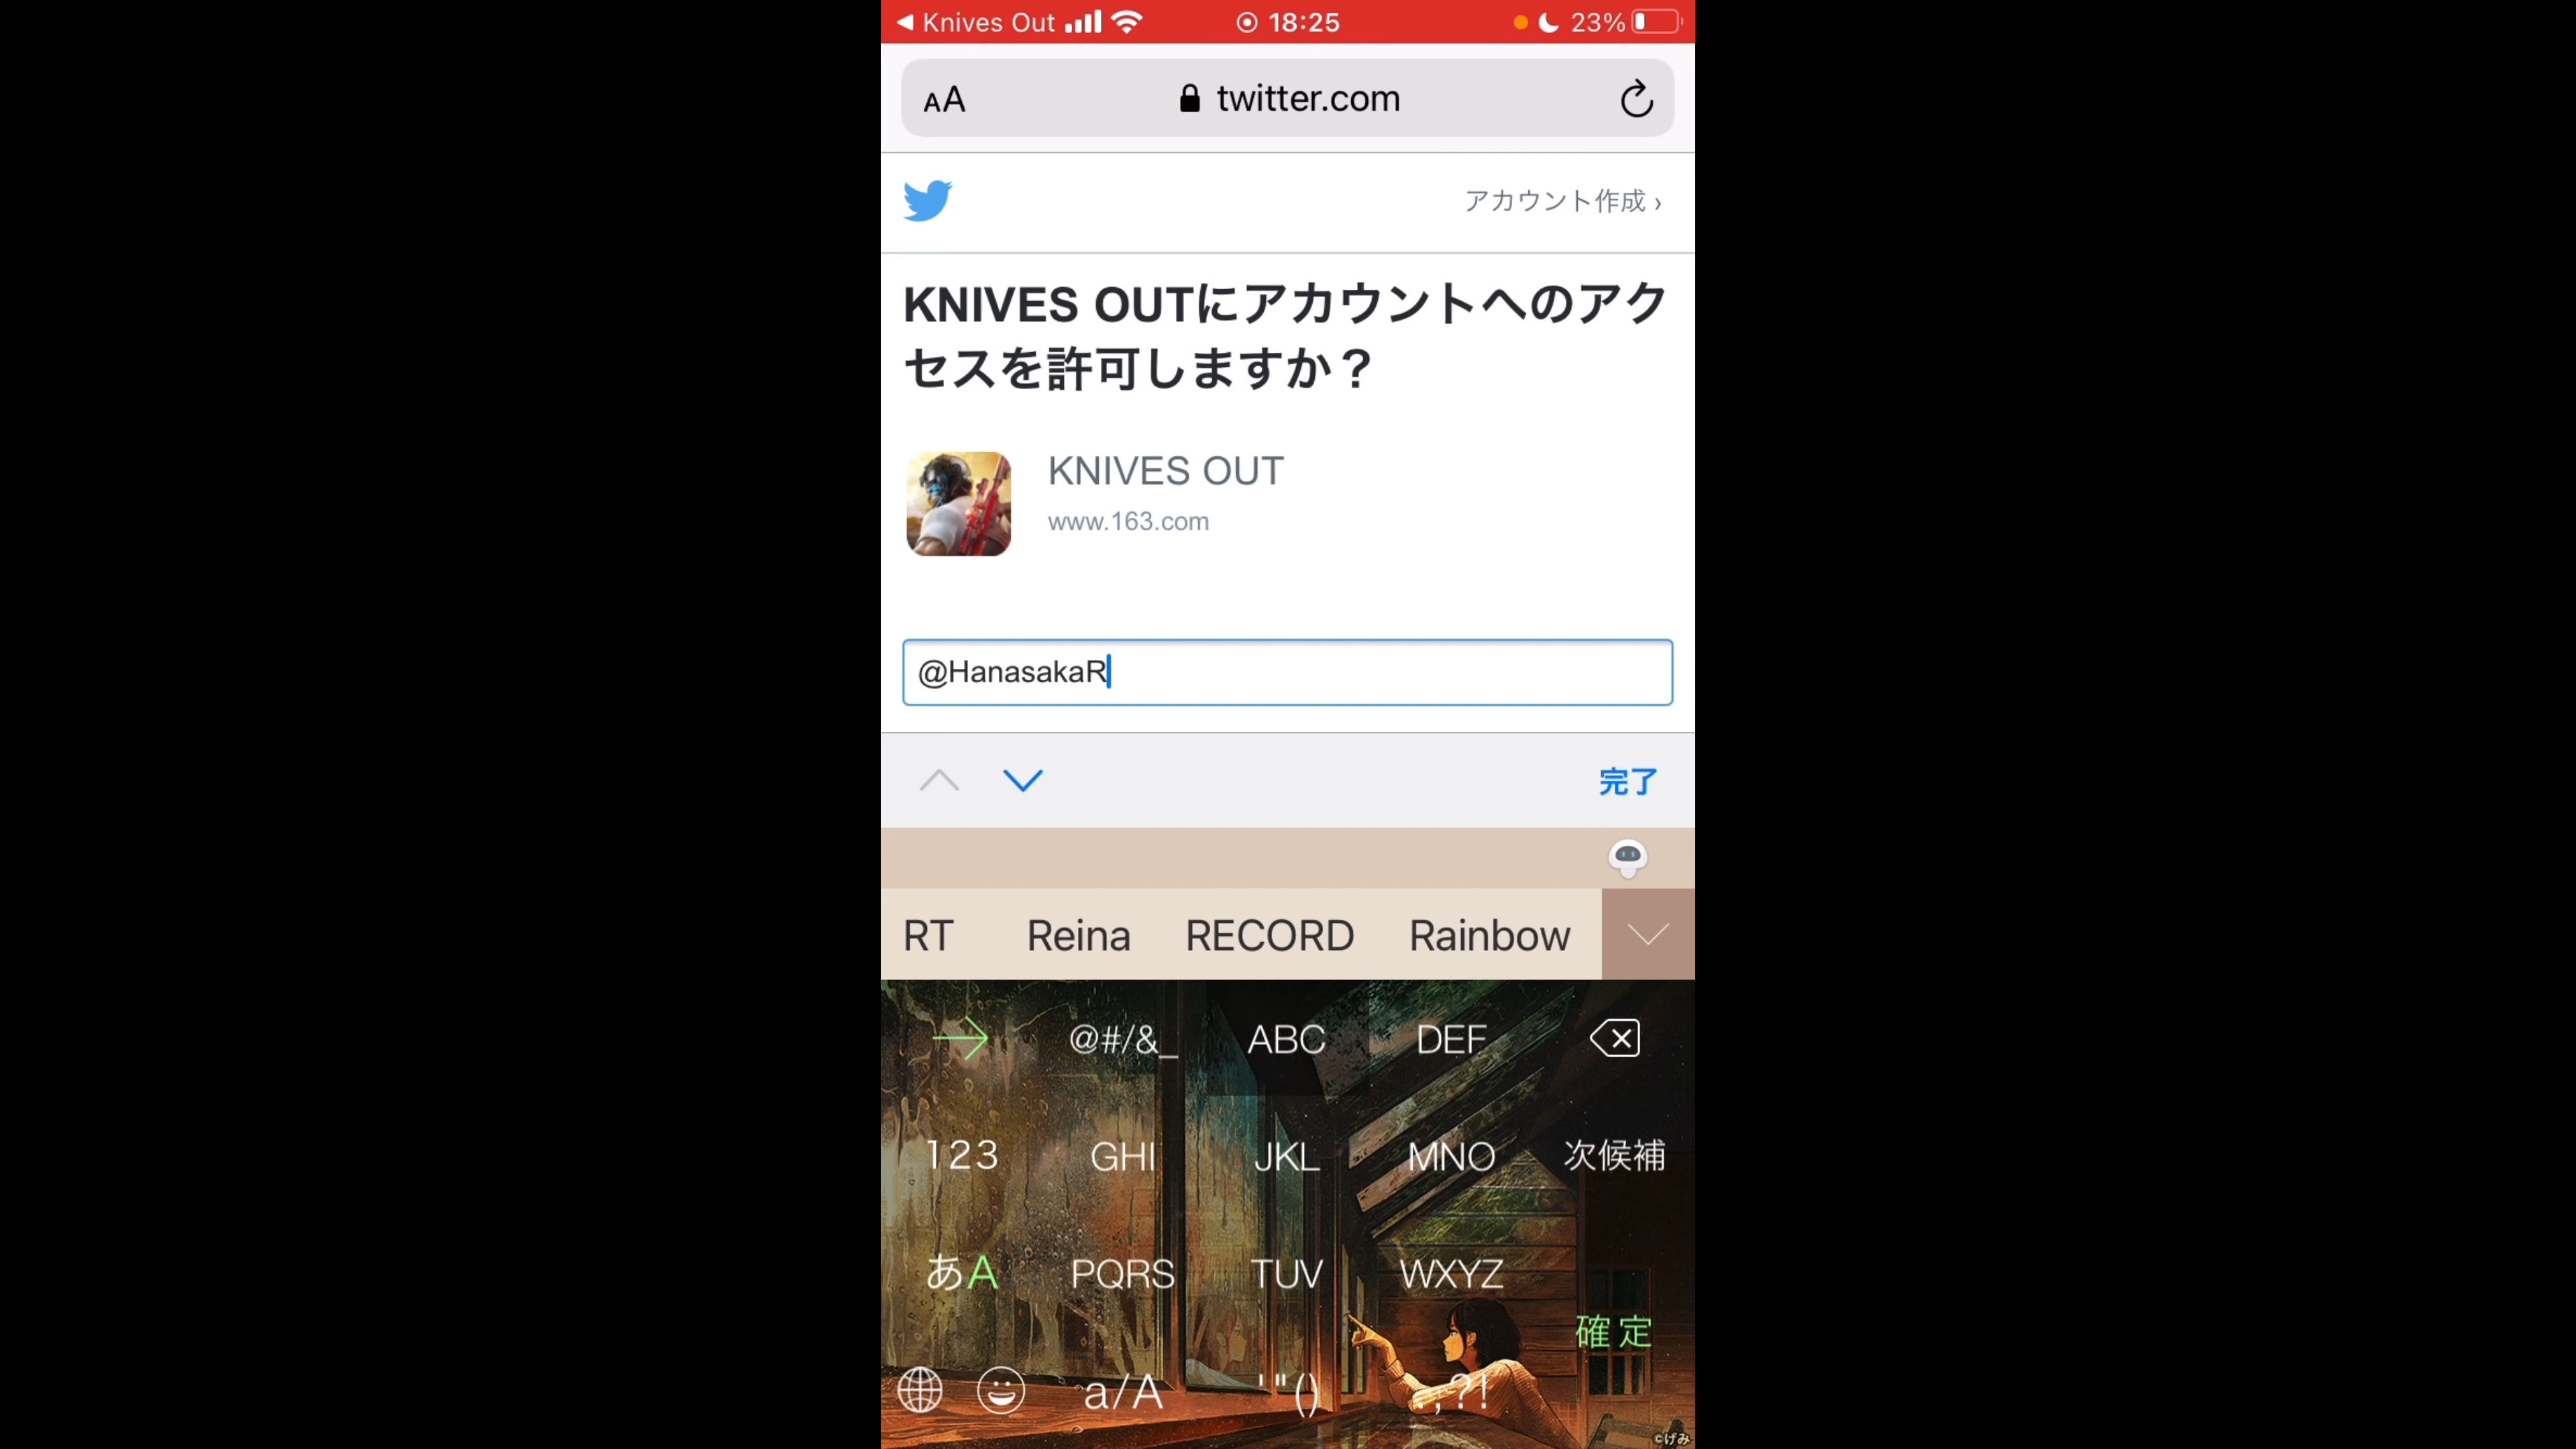 Knives Out 18:25 23%
AA twitter.com
アカウント作成 ›
KNIVES OUTにアカウントへのアク
セスを許可しますか？
KNIVES OUT
www.163.com
@HanasakaR
完了
RT Reina RECORD Rainbow
→ @#/&_ ABC DEF
123 GHI JKL MNO 次候補
あA PQRS TUV WXYZ
確定
a/A '"() .,?!
©げみ